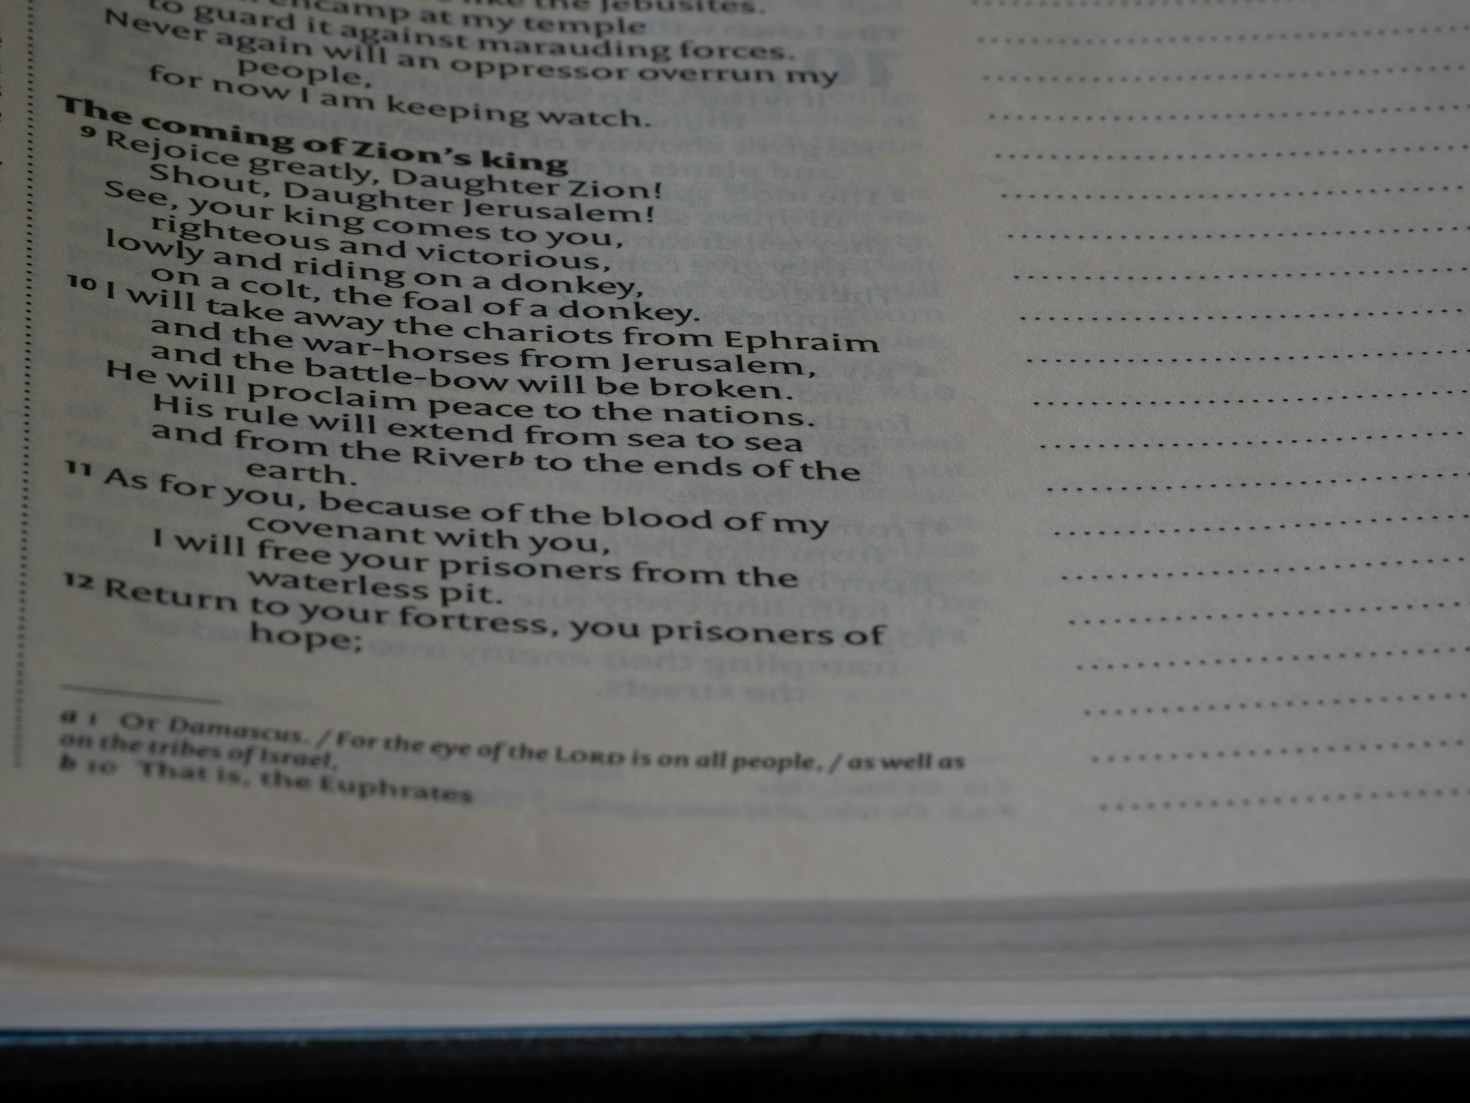 the Jebusites.
encamp at my temple
to guard it against marauding forces.
Never again will an oppressor overrun my
people,
for now I am keeping watch.
The coming of Zion's king
9 Rejoice greatly, Daughter Zion!
Shout, Daughter Jerusalem!
See, your king comes to you,
righteous and victorious,
lowly and riding on a donkey,
on a colt, the foal of a donkey.
10 I will take away the chariots from Ephraim
and the war-horses from Jerusalem,
and the battle-bow will be broken.
He will proclaim peace to the nations.
His rule will extend from sea to sea
and from the Riverb to the ends of the
earth.
11 As for you, because of the blood of my
covenant with you,
I will free your prisoners from the
waterless pit.
12 Return to your fortress, you prisoners of
hope;
a 1 Or Damascus. / For the eye of the LORD is on all people, / as well as
on the tribes of Israel,
b 10 That is, the Euphrates